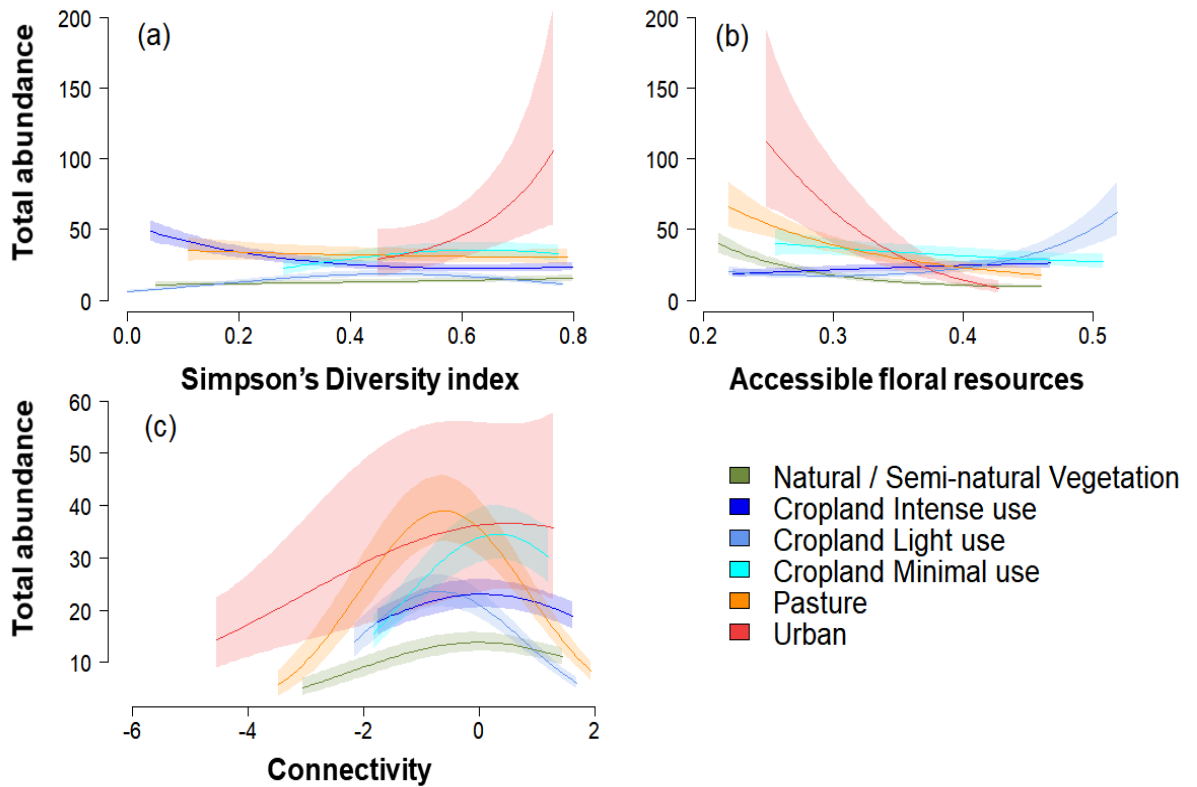 (a)
Total abundance
200
150
100
50
0
0.0 0.2 0.4 0.6 0.8
Simpson's Diversity index
(b)
Total abundance
200
150
100
50
0
0.2 0.3 0.4 0.5
Accessible floral resources
(c)
Total abundance
60
50
40
30
20
10
-6 -4 -2 0 2
Connectivity
Natural / Semi-natural Vegetation
Cropland Intense use
Cropland Light use
Cropland Minimal use
Pasture
Urban